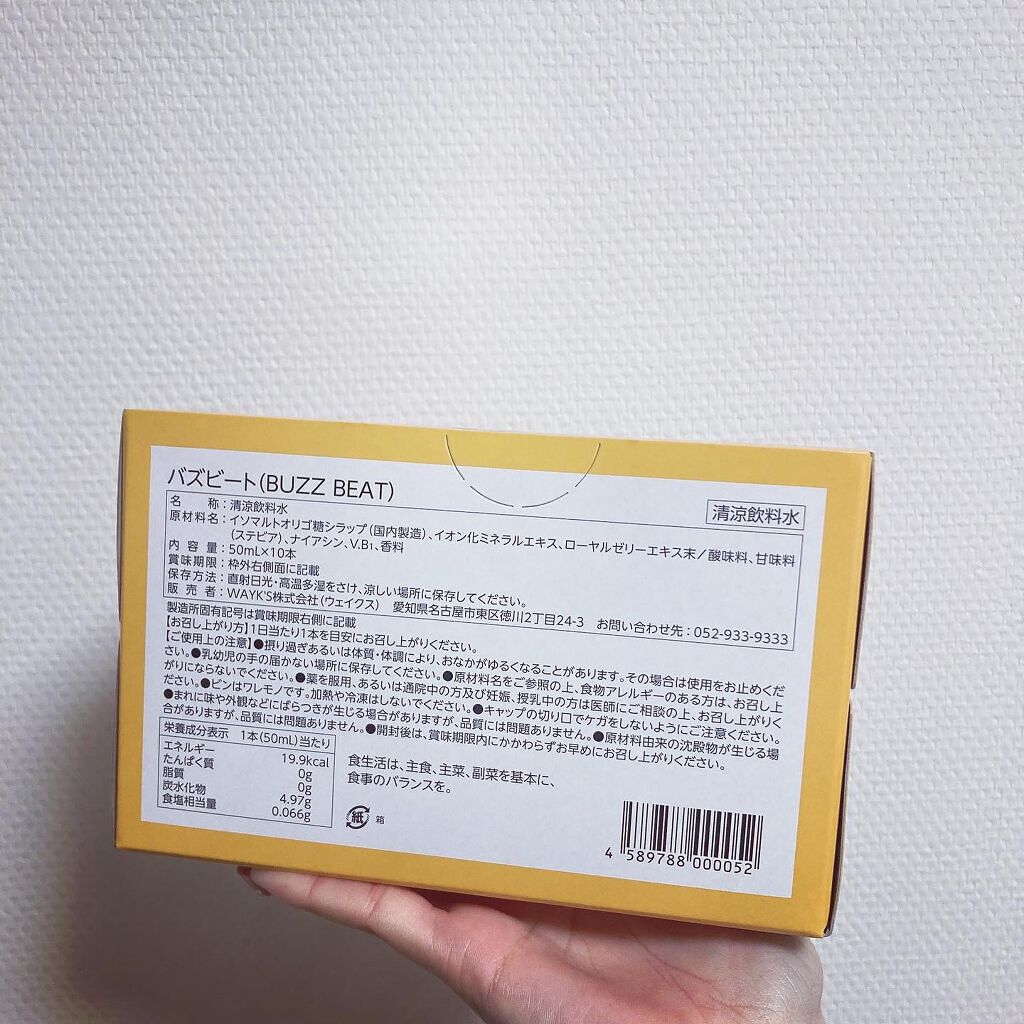 バズビート(BUZZ BEAT)
清涼飲料水
名 称：清涼飲料水
原材料名：イソマルトオリゴ糖シラップ(国内製造)、イオン化ミネラルエキス、ローヤルゼリーエキス末／酸味料、甘味料
(ステビア)、ナイアシン、V.B₁、香料
内 容 量：50mL×10本
賞味期限：枠外右側面に記載
保存方法：直射日光・高温多湿をさけ、涼しい場所に保存してください。
販 売 者：WAYK'S株式会社(ウェイクス) 愛知県名古屋市東区徳川2丁目24-3 お問い合わせ先：052-933-9333
製造所固有記号は賞味期限右側に記載
【お召し上がり方】1日当たり1本を目安にお召し上がりください。
【ご使用上の注意】●摂り過ぎあるいは体質・体調により、おなかがゆるくなることがあります。その場合は使用をお止めくだ
さい。●乳幼児の手の届かない場所に保存してください。●原材料名をご参照の上、食物アレルギーのある方は、お召し上
がりにならないでください。●薬を服用、あるいは通院中の方及び妊娠、授乳中の方は医師にご相談の上、お召し上がりく
ださい。●ビンはワレモノです。加熱や冷凍はしないでください。●キャップの切り口でケガをしないようにご注意ください。
●まれに味や外観などにばらつきが生じる場合がありますが、品質には問題ありません。●原材料由来の沈殿物が生じる場
合がありますが、品質には問題ありません。●開封後は、賞味期限内にかかわらずお早めにお召し上がりください。
栄養成分表示 1本(50mL)当たり
エネルギー 19.9kcal
たんぱく質 0g
脂質 0g
炭水化物 4.97g
食塩相当量 0.066g
食生活は、主食、主菜、副菜を基本に、
食事のバランスを。
紙 箱
4 589788 000052